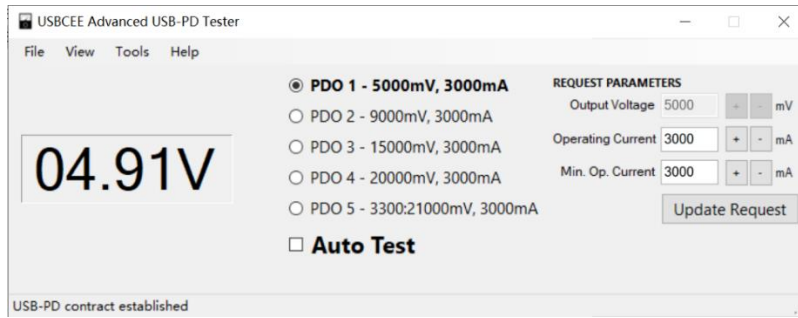 USBCEE Advanced USB-PD Tester
File View Tools Help
04.91V
PDO 1 - 5000mV, 3000mA
PDO 2 - 9000mV, 3000mA
PDO 3 - 15000mV, 3000mA
PDO 4 - 20000mV, 3000mA
PDO 5 - 3300:21000mV, 3000mA
Auto Test
REQUEST PARAMETERS
Output Voltage 5000 + - mV
Operating Current 3000 + - mA
Min. Op. Current 3000 + - mA
Update Request
USB-PD contract established